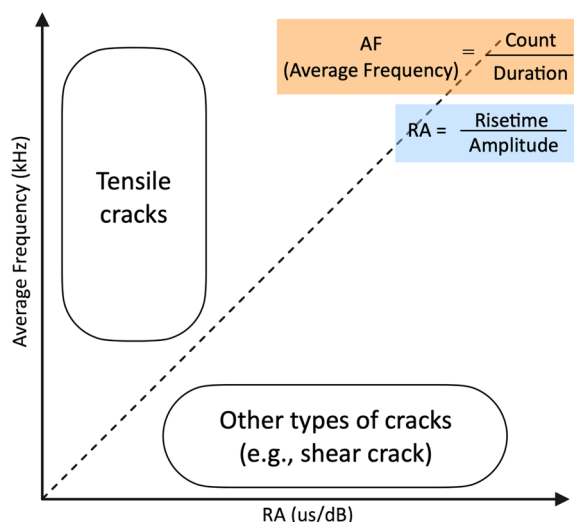 AF
(Average Frequency)
= Count
Duration
RA = Risetime
Amplitude
Tensile
cracks
Average Frequency (kHz)
Other types of cracks
(e.g., shear crack)
RA (us/dB)